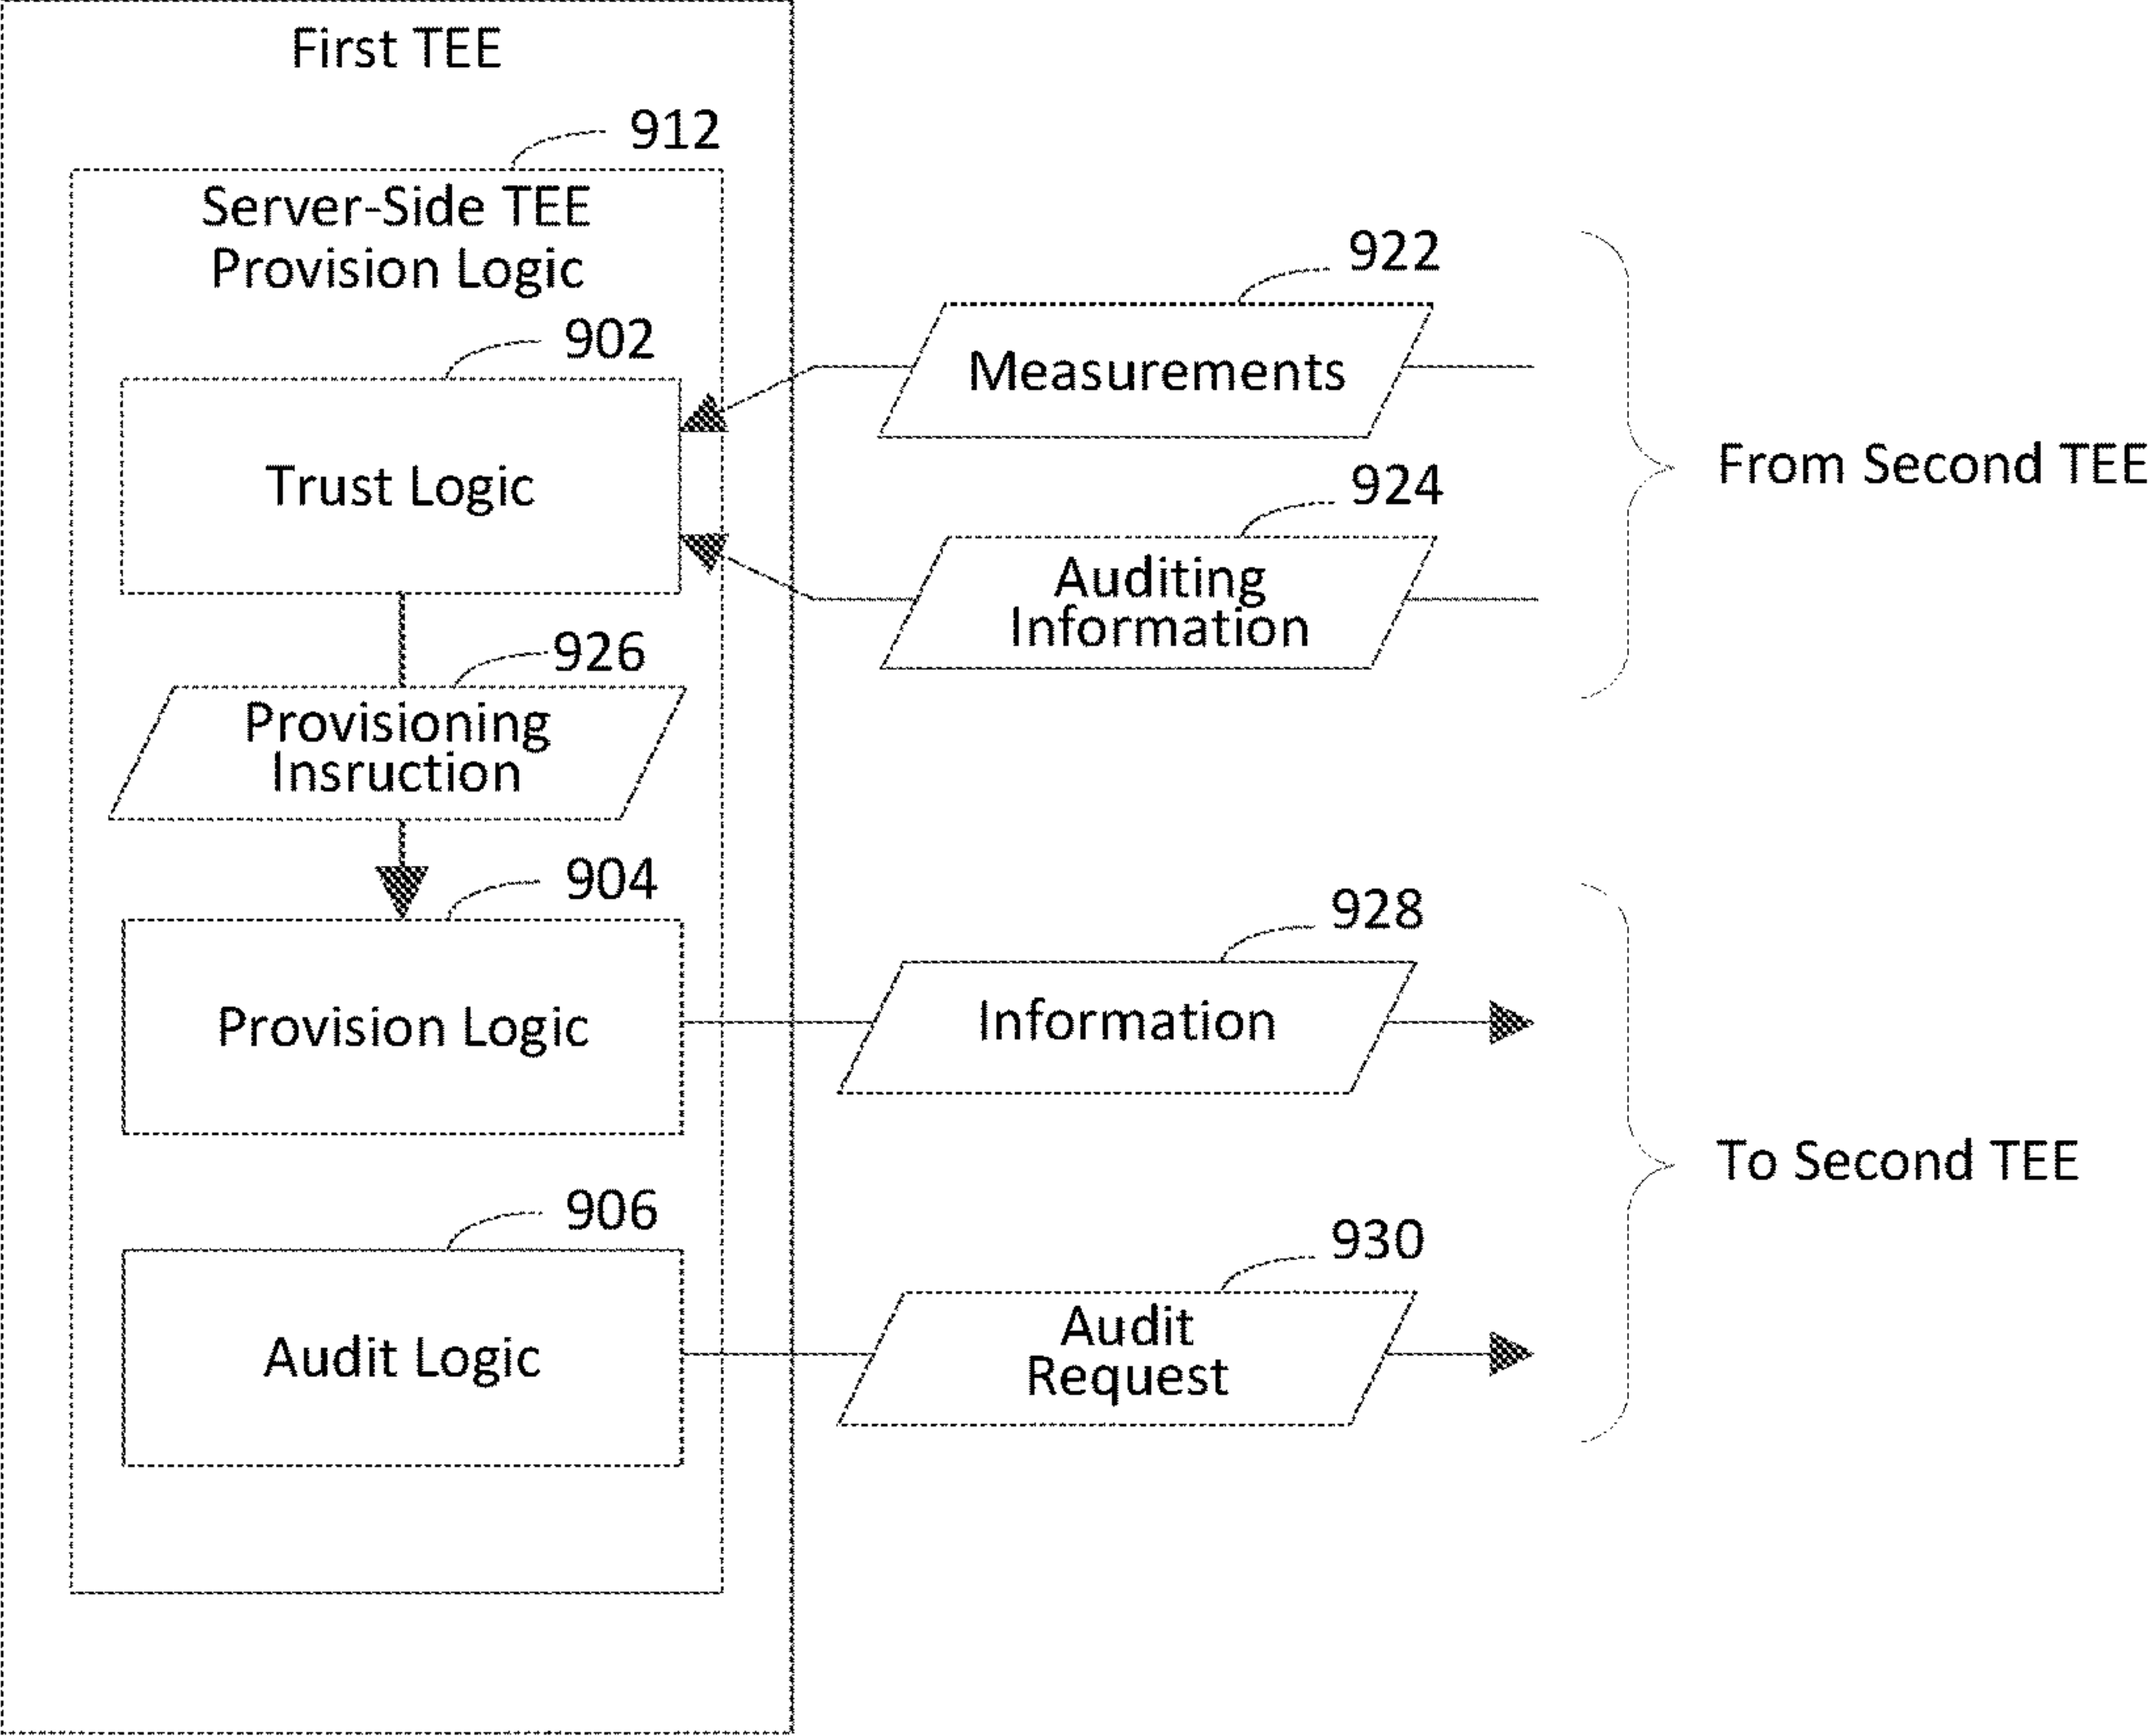 First TEE
912
Server-Side TEE
Provision Logic
902
Trust Logic
922
Measurements
924
Auditing
Information
From Second TEE
926
Provisioning
Insruction
904
Provision Logic
928
Information
To Second TEE
906
Audit Logic
930
Audit
Request